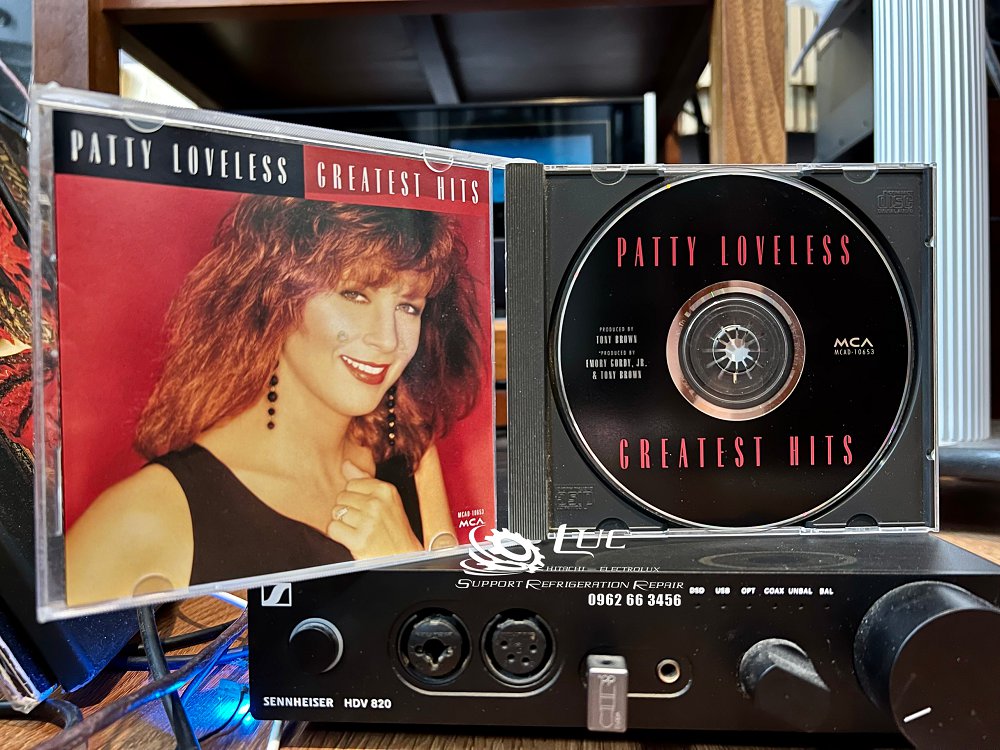 PATTY LOVELESS GREATEST HITS
MCAD-10653
MCA
disc
PATTY LOVELESS
PRODUCED BY
TONY BROWN
*PRODUCED BY
EMORY GORDY, JR.
& TONY BROWN
MCA
MCAD-10653
GREATEST HITS
LUC
HITACHI - ELECTROLUX
SUPPORT REFRIGERATION REPAIR
0962 66 3456
DSD USB OPT COAX UNBAL BAL
SENNHEISER HDV 820